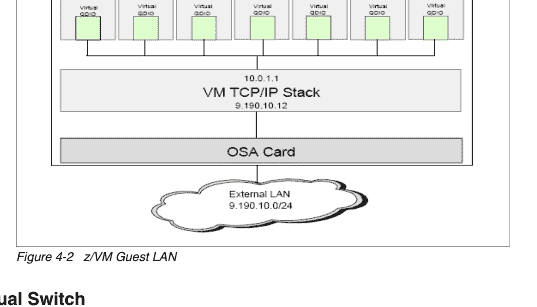 Virtual Virtual Virtual Virtual Virtual Virtual Virtual
QDIO QDIO QDIO QDIO QDIO QDIO QDIO
10.0.1.1
VM TCP/IP Stack
9.190.10.12
OSA Card
External LAN
9.190.10.0/24
Figure 4-2 z/VM Guest LAN
ual Switch